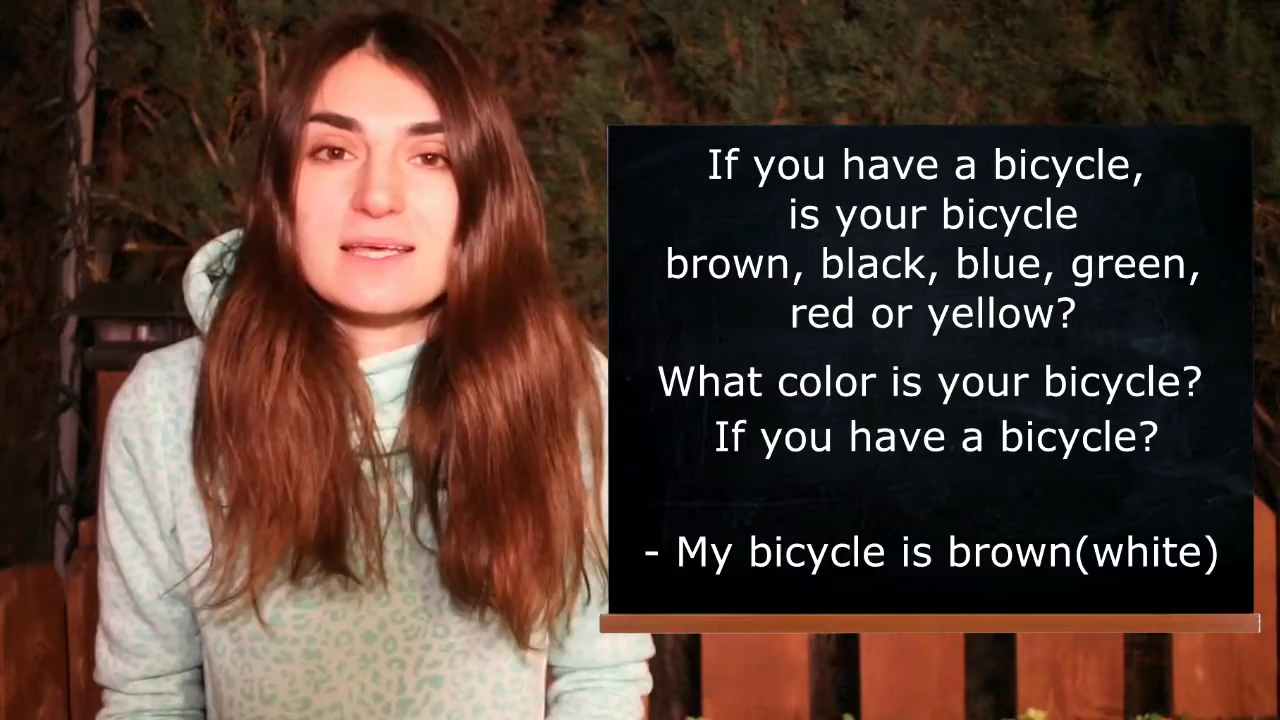 If you have a bicycle,
is your bicycle
brown, black, blue, green,
red or yellow?
What color is your bicycle?
If you have a bicycle?
- My bicycle is brown(white)